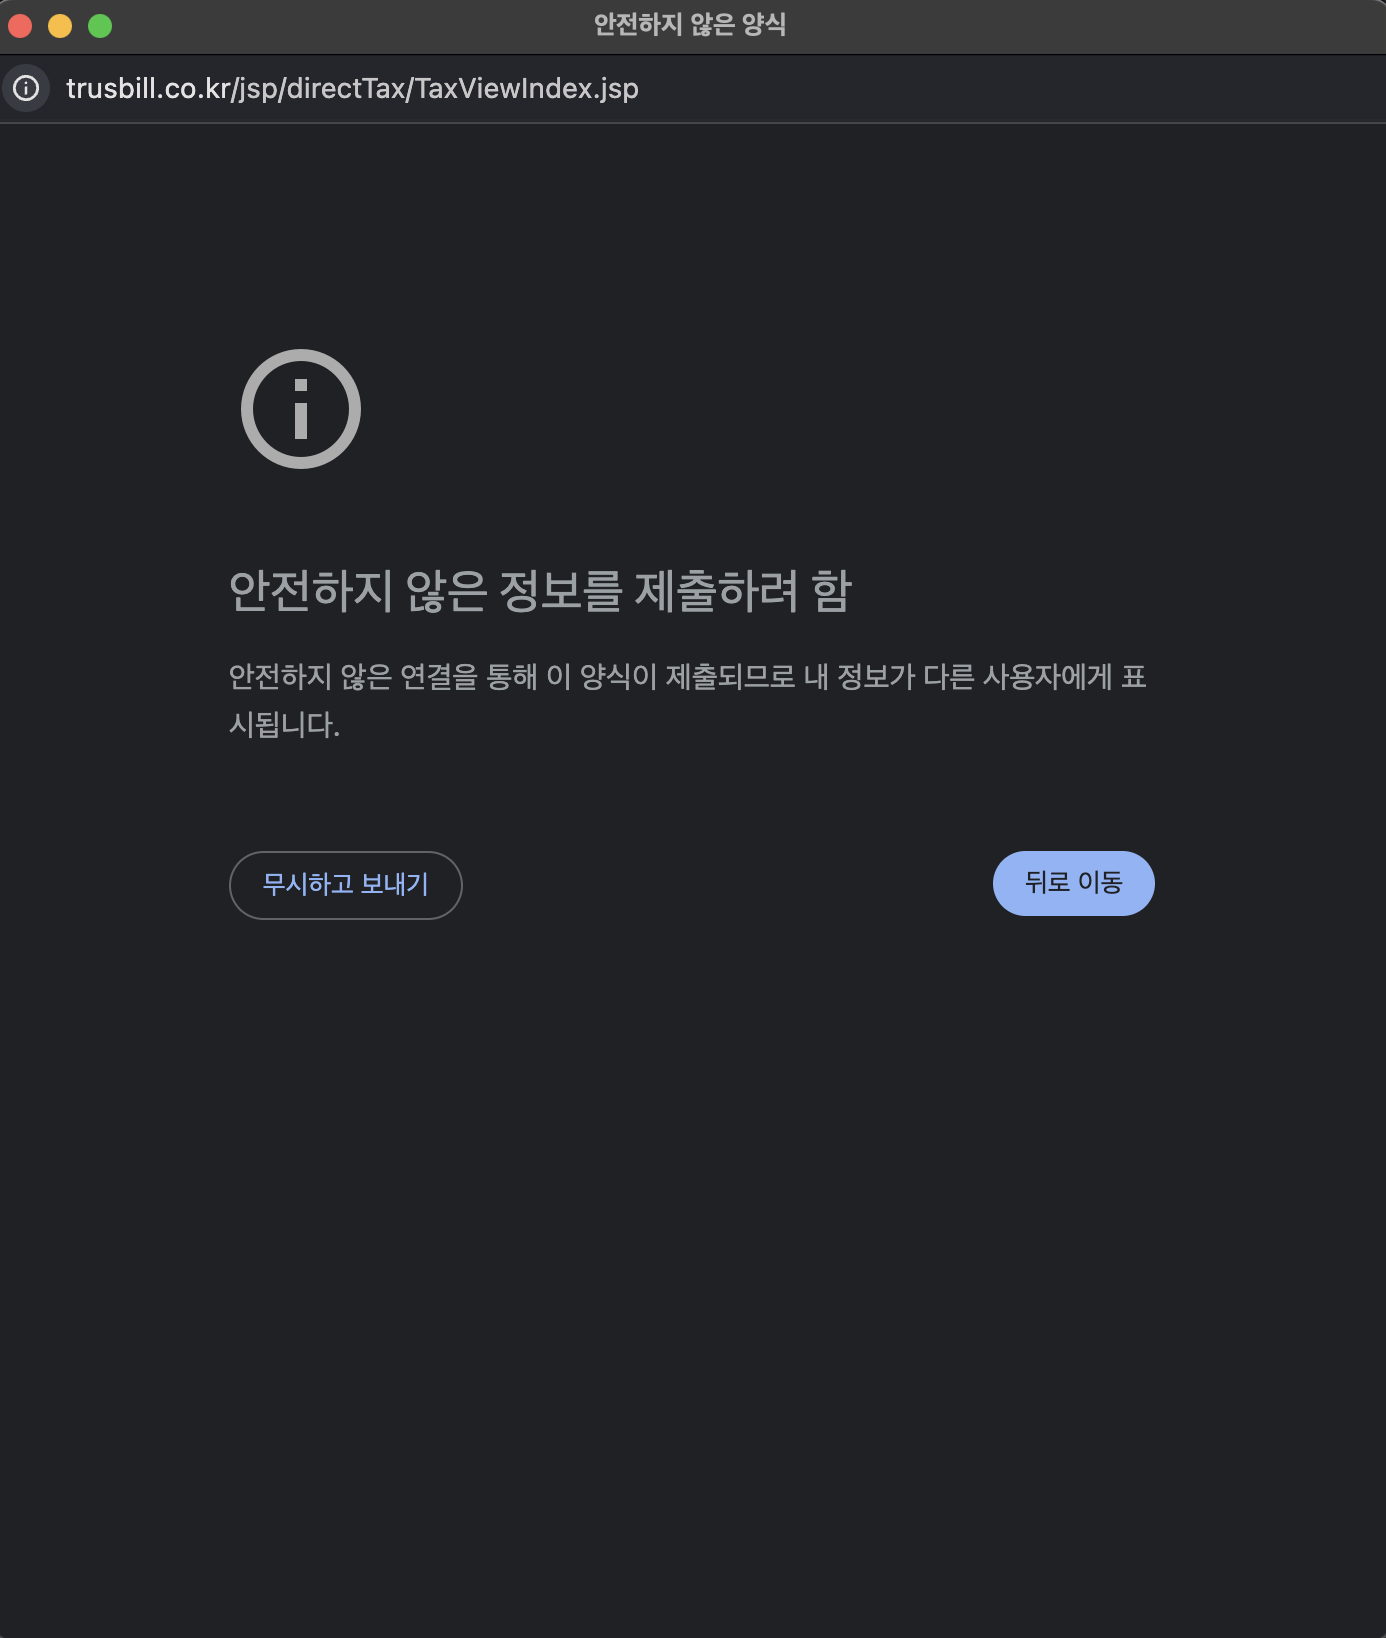 안전하지 않은 양식
trusbill.co.kr/jsp/directTax/TaxViewIndex.jsp
안전하지 않은 정보를 제출하려 함
안전하지 않은 연결을 통해 이 양식이 제출되므로 내 정보가 다른 사용자에게 표
시됩니다.
무시하고 보내기
뒤로 이동